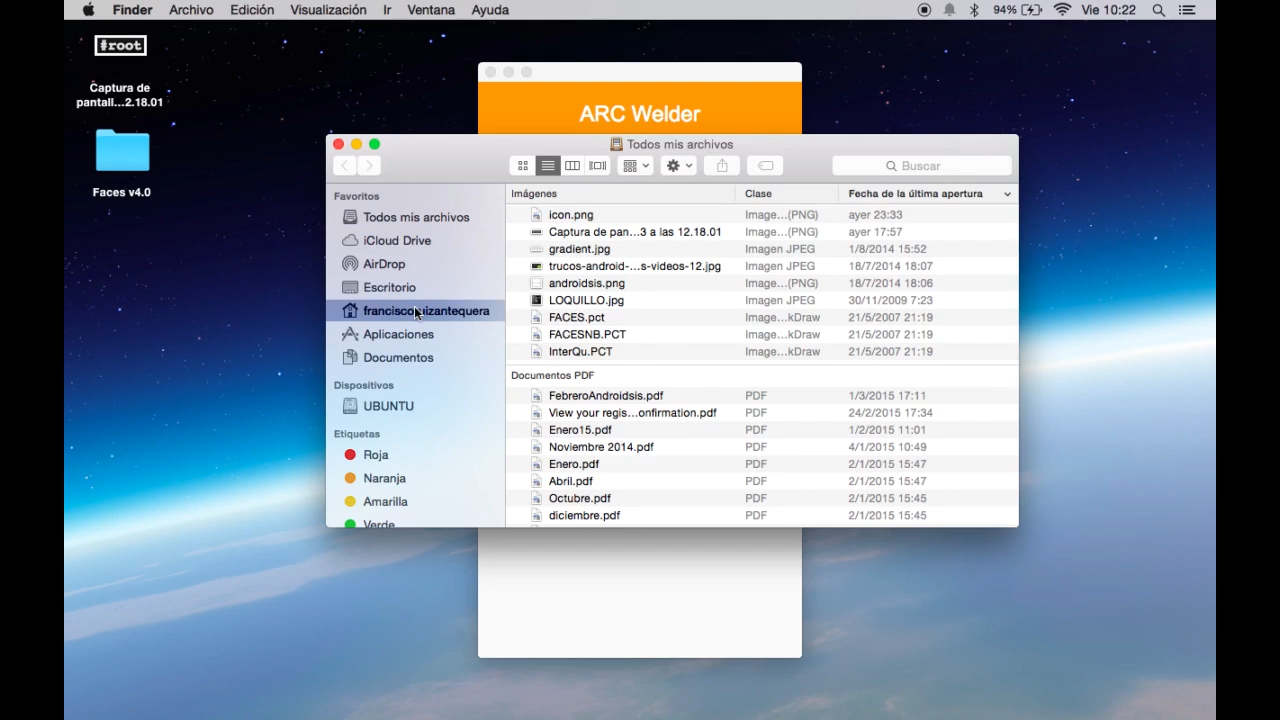 Finder Archivo Edición Visualización Ir Ventana Ayuda 94% Vie 10:22
#root
Captura de
pantall...2.18.01
Faces v4.0
ARC Welder
Todos mis archivos
Buscar
Favoritos
Todos mis archivos
iCloud Drive
AirDrop
Escritorio
Aplicaciones
Documentos
Dispositivos
UBUNTU
Etiquetas
Roja
Naranja
Amarilla
Verde
Imágenes Clase Fecha de la última apertura
icon.png Image...(PNG) ayer 23:33
Captura de pan...3 a las 12.18.01 Image...(PNG) ayer 17:57
gradient.jpg Imagen JPEG 1/8/2014 15:52
trucos-android-...s-videos-12.jpg Imagen JPEG 18/7/2014 18:07
androidsis.png Image...(PNG) 18/7/2014 18:06
LOQUILLO.jpg Imagen JPEG 30/11/2009 7:23
FACES.pct Image...kDraw 21/5/2007 21:19
FACESNB.PCT Image...kDraw 21/5/2007 21:19
InterQu.PCT Image...kDraw 21/5/2007 21:19
Documentos PDF
FebreroAndroidsis.pdf PDF 1/3/2015 17:11
View your regis...onfirmation.pdf PDF 24/2/2015 17:34
Enero15.pdf PDF 1/2/2015 11:01
Noviembre 2014.pdf PDF 4/1/2015 10:49
Enero.pdf PDF 2/1/2015 15:47
Abril.pdf PDF 2/1/2015 15:47
Octubre.pdf PDF 2/1/2015 15:45
diciembre.pdf PDF 2/1/2015 15:45